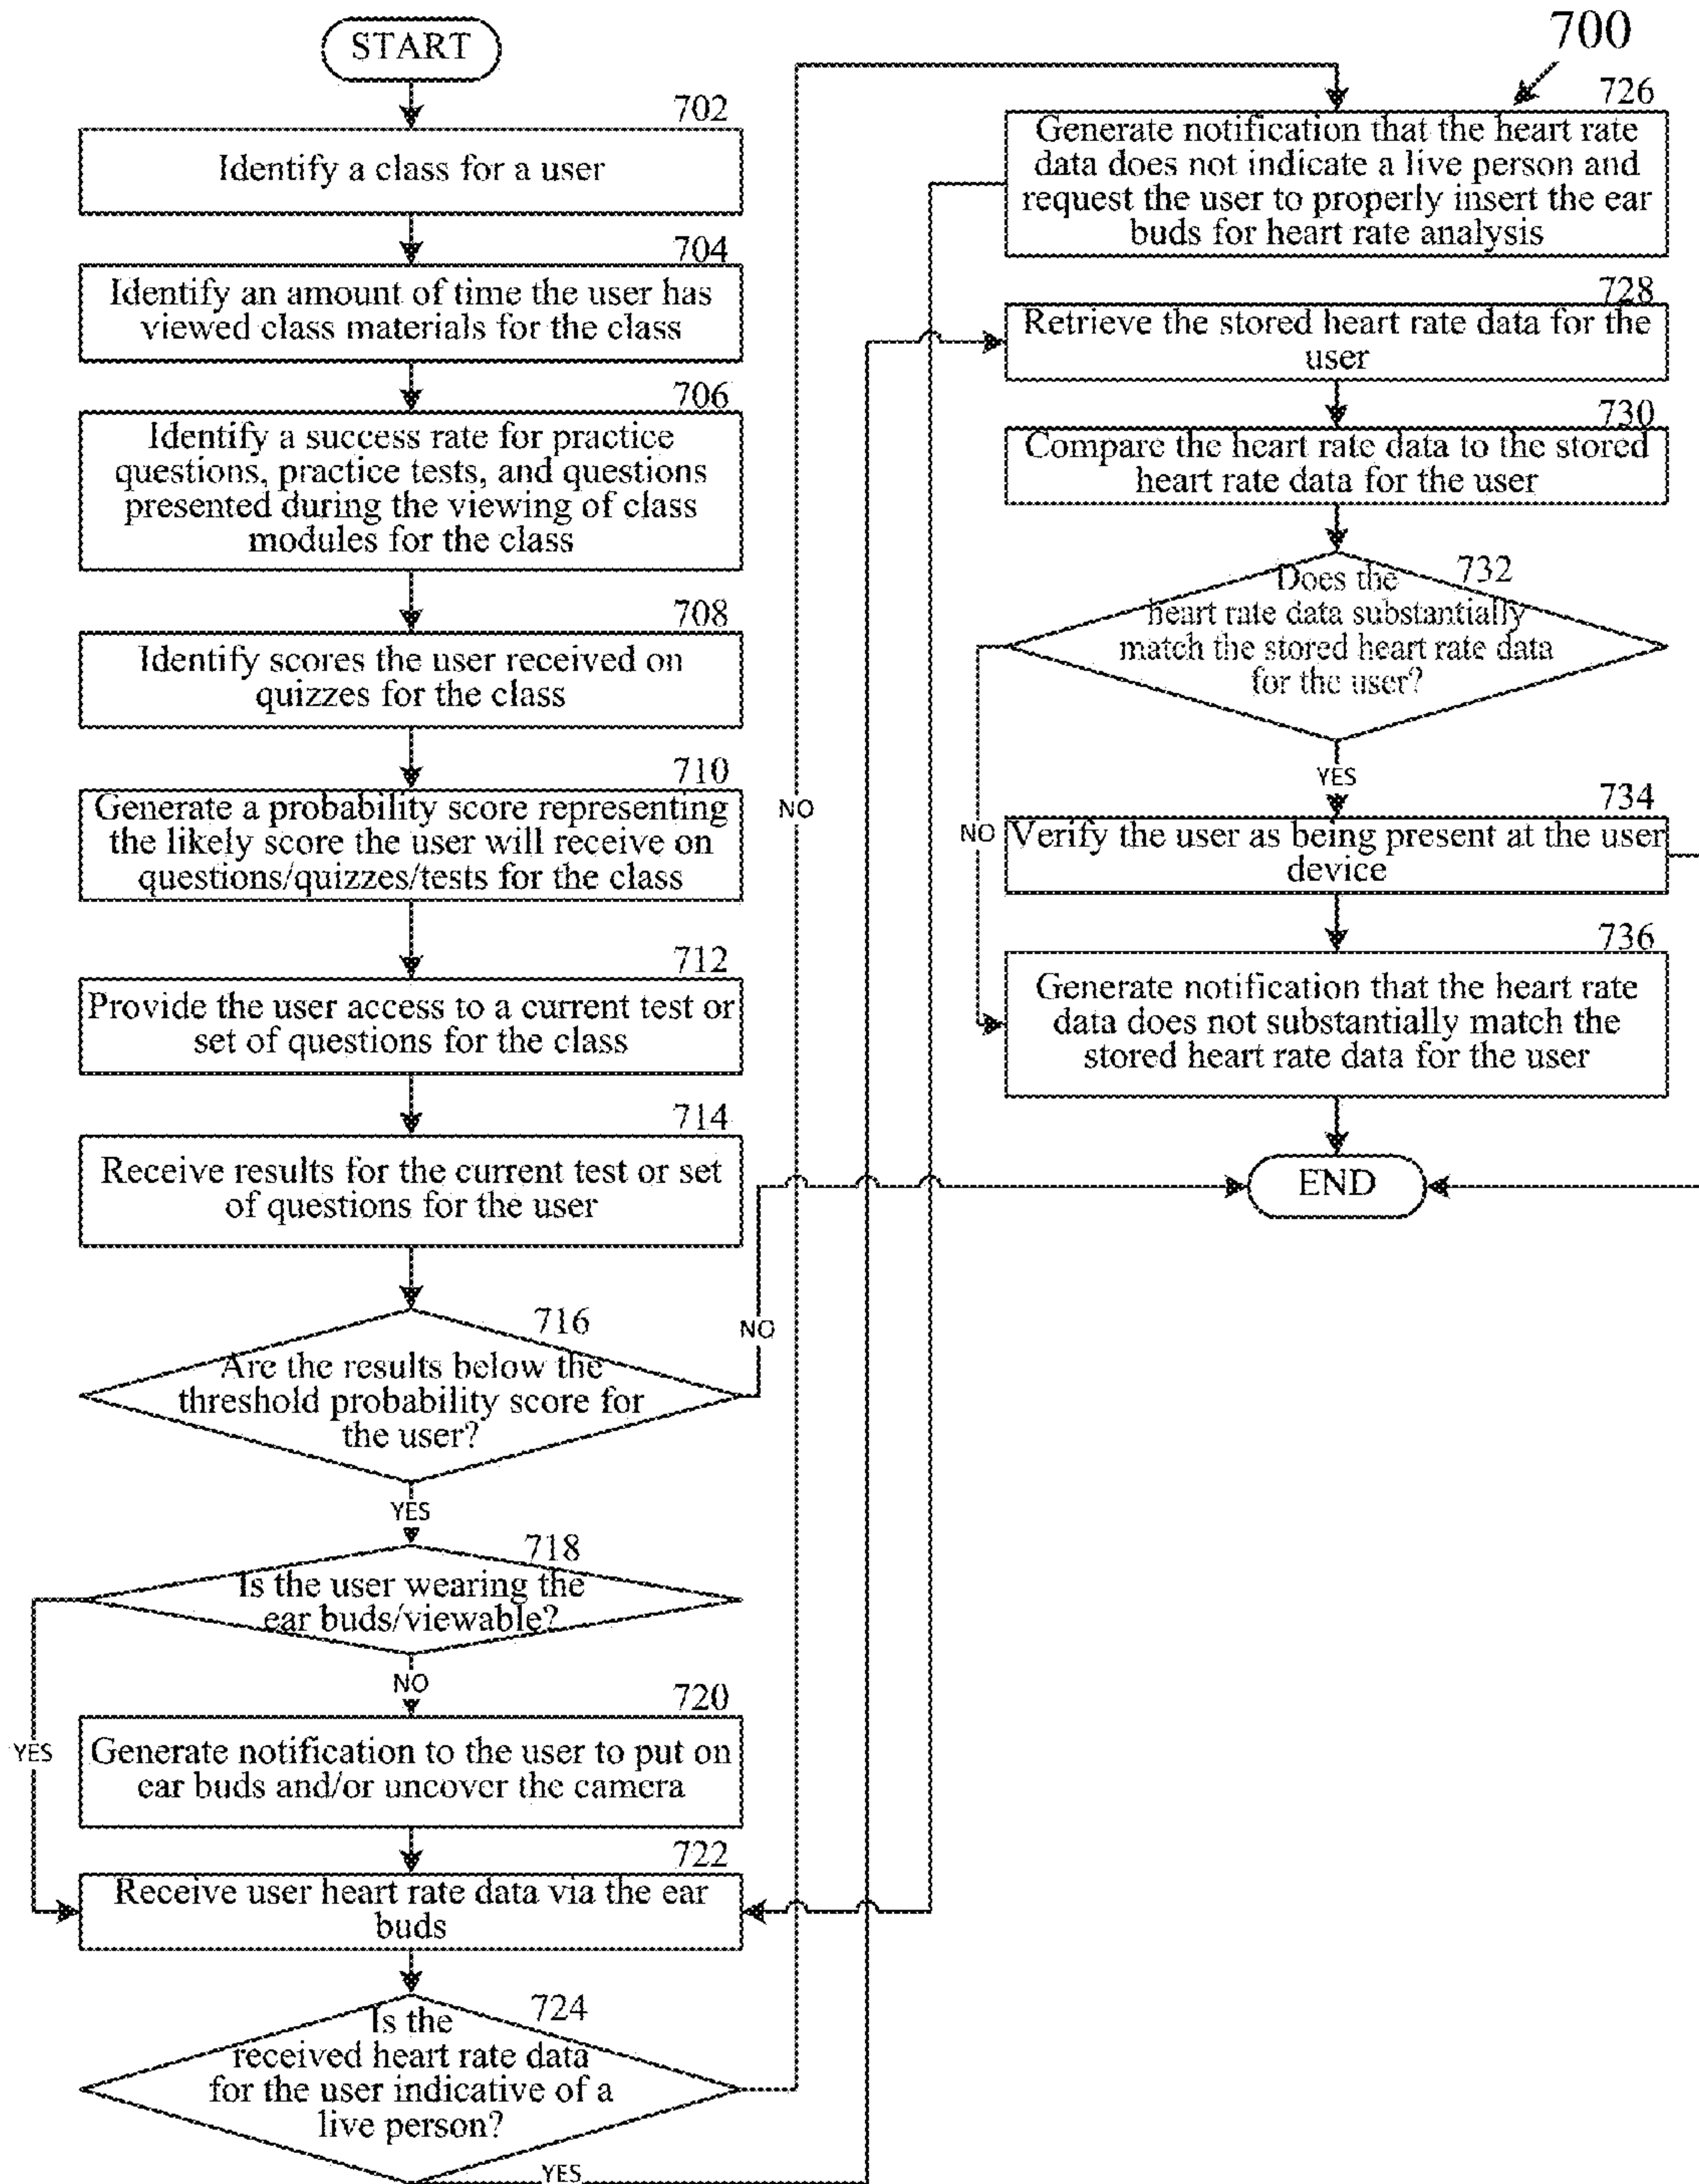 START
702
Identify a class for a user
704
Identify an amount of time the user has
viewed class materials for the class
706
Identify a success rate for practice
questions, practice tests, and questions
presented during the viewing of class
modules for the class
708
Identify scores the user received on
quizzes for the class
710
Generate a probability score representing
the likely score the user will receive on
questions/quizzes/tests for the class
712
Provide the user access to a current test or
set of questions for the class
714
Receive results for the current test or set
of questions for the user
716
Are the results below the
threshold probability score for
the user?
NO
YES
718
Is the user wearing the
ear buds/viewable?
NO
YES
720
Generate notification to the user to put on
ear buds and/or uncover the camera
722
Receive user heart rate data via the ear
buds
724
Is the
received heart rate data
for the user indicative of a
live person?
YES
NO
700
726
Generate notification that the heart rate
data does not indicate a live person and
request the user to properly insert the ear
buds for heart rate analysis
728
Retrieve the stored heart rate data for the
user
730
Compare the heart rate data to the stored
heart rate data for the user
732
Does the
heart rate data substantially
match the stored heart rate data
for the user?
YES
NO
734
Verify the user as being present at the user
device
736
Generate notification that the heart rate
data does not substantially match the
stored heart rate data for the user
END